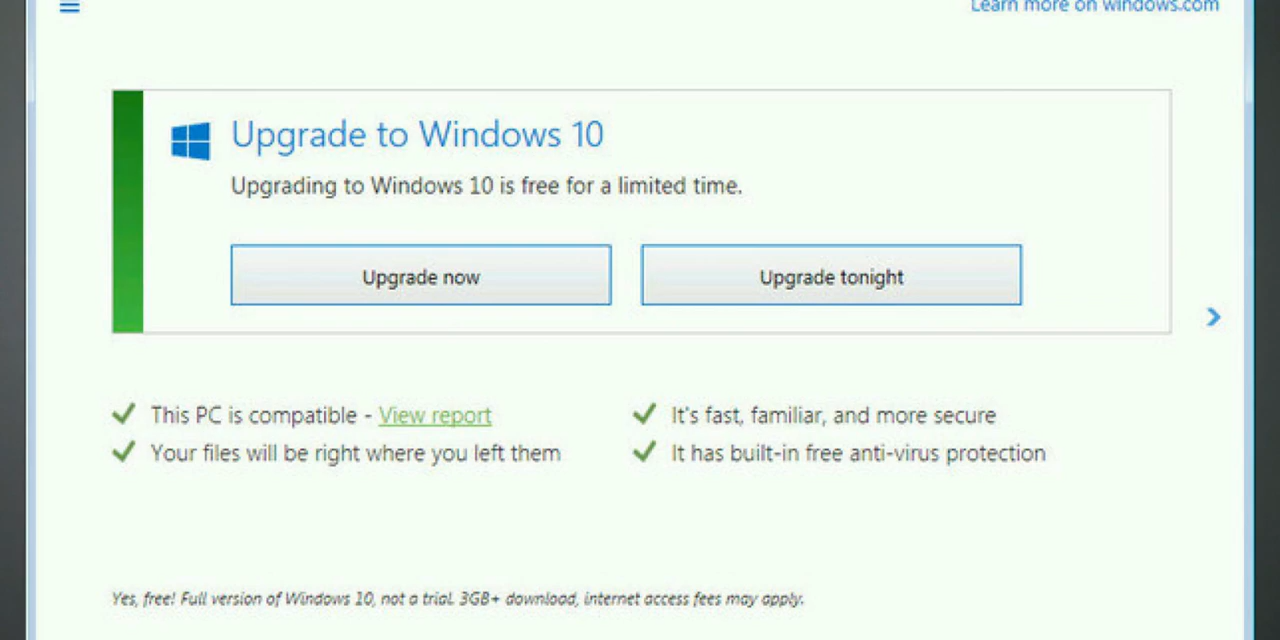 Learn more on windows.com
Upgrade to Windows 10
Upgrading to Windows 10 is free for a limited time.
Upgrade now
Upgrade tonight
This PC is compatible - View report
It's fast, familiar, and more secure
Your files will be right where you left them
It has built-in free anti-virus protection
Yes, free! Full version of Windows 10, not a trial. 3GB+ download, internet access fees may apply.